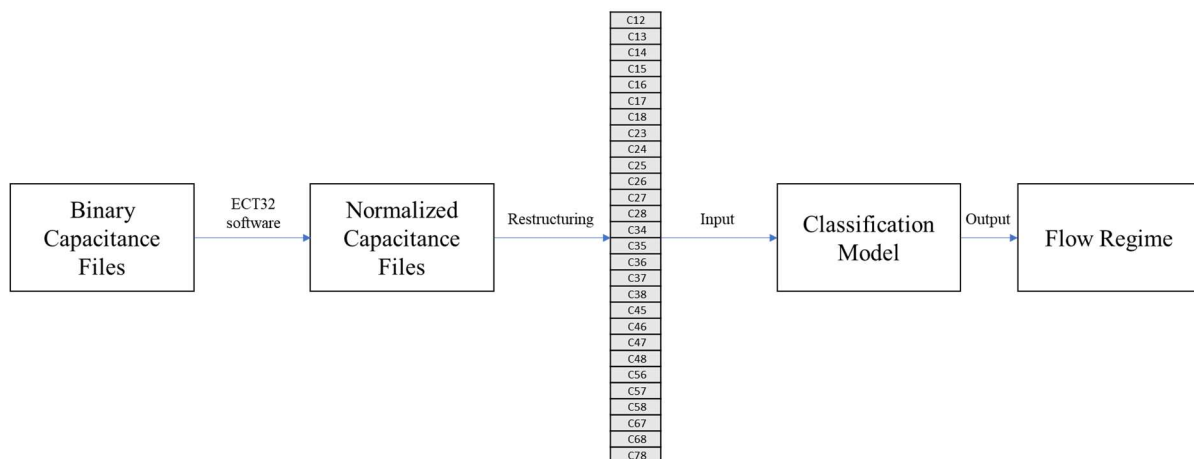 Binary
Capacitance
Files
ECT32
software
Normalized
Capacitance
Files
Restructuring
C12
C13
C14
C15
C16
C17
C18
C23
C24
C25
C26
C27
C28
C34
C35
C36
C37
C38
C45
C46
C47
C48
C56
C57
C58
C67
C68
C78
Input
Classification
Model
Output
Flow Regime